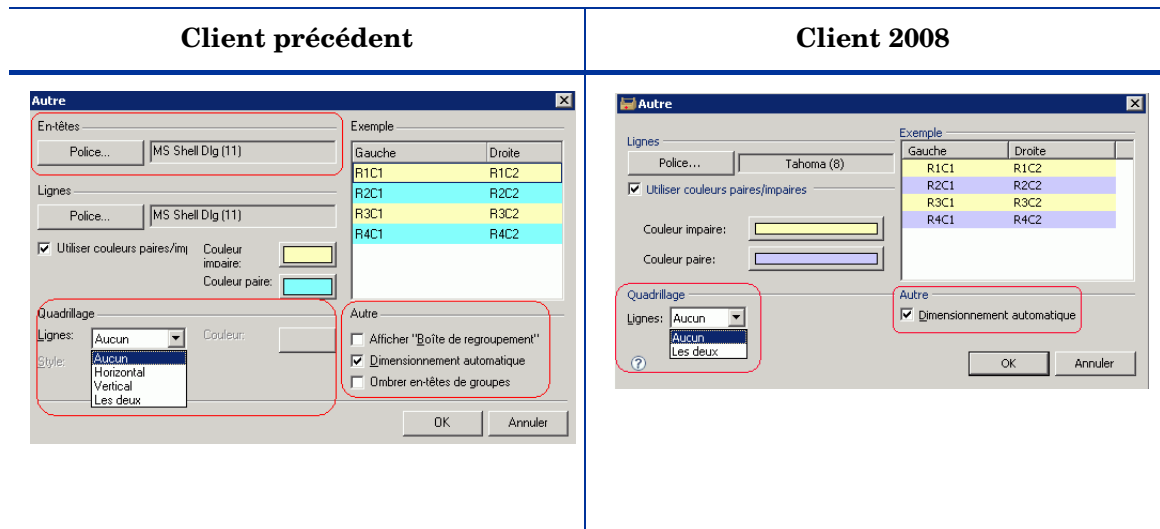 Client précédent
Client 2008
Autre
En-têtes
Police...
MS Shell Dlg (11)
Lignes
Police...
MS Shell Dlg (11)
Utiliser couleurs paires/imp
Couleur impaire:
Couleur paire:
Exemple
Gauche Droite
R1C1 R1C2
R2C1 R2C2
R3C1 R3C2
R4C1 R4C2
Quadrillage
Lignes: Aucun
Couleur:
Style:
Aucun
Horizontal
Vertical
Les deux
Autre
Afficher "Boîte de regroupement"
Dimensionnement automatique
Ombrer en-têtes de groupes
OK Annuler
Autre
Lignes
Police... Tahoma (8)
Utiliser couleurs paires/impaires
Couleur impaire:
Couleur paire:
Exemple
Gauche Droite
R1C1 R1C2
R2C1 R2C2
R3C1 R3C2
R4C1 R4C2
Quadrillage
Lignes: Aucun
Aucun
Les deux
Autre
Dimensionnement automatique
?
OK Annuler